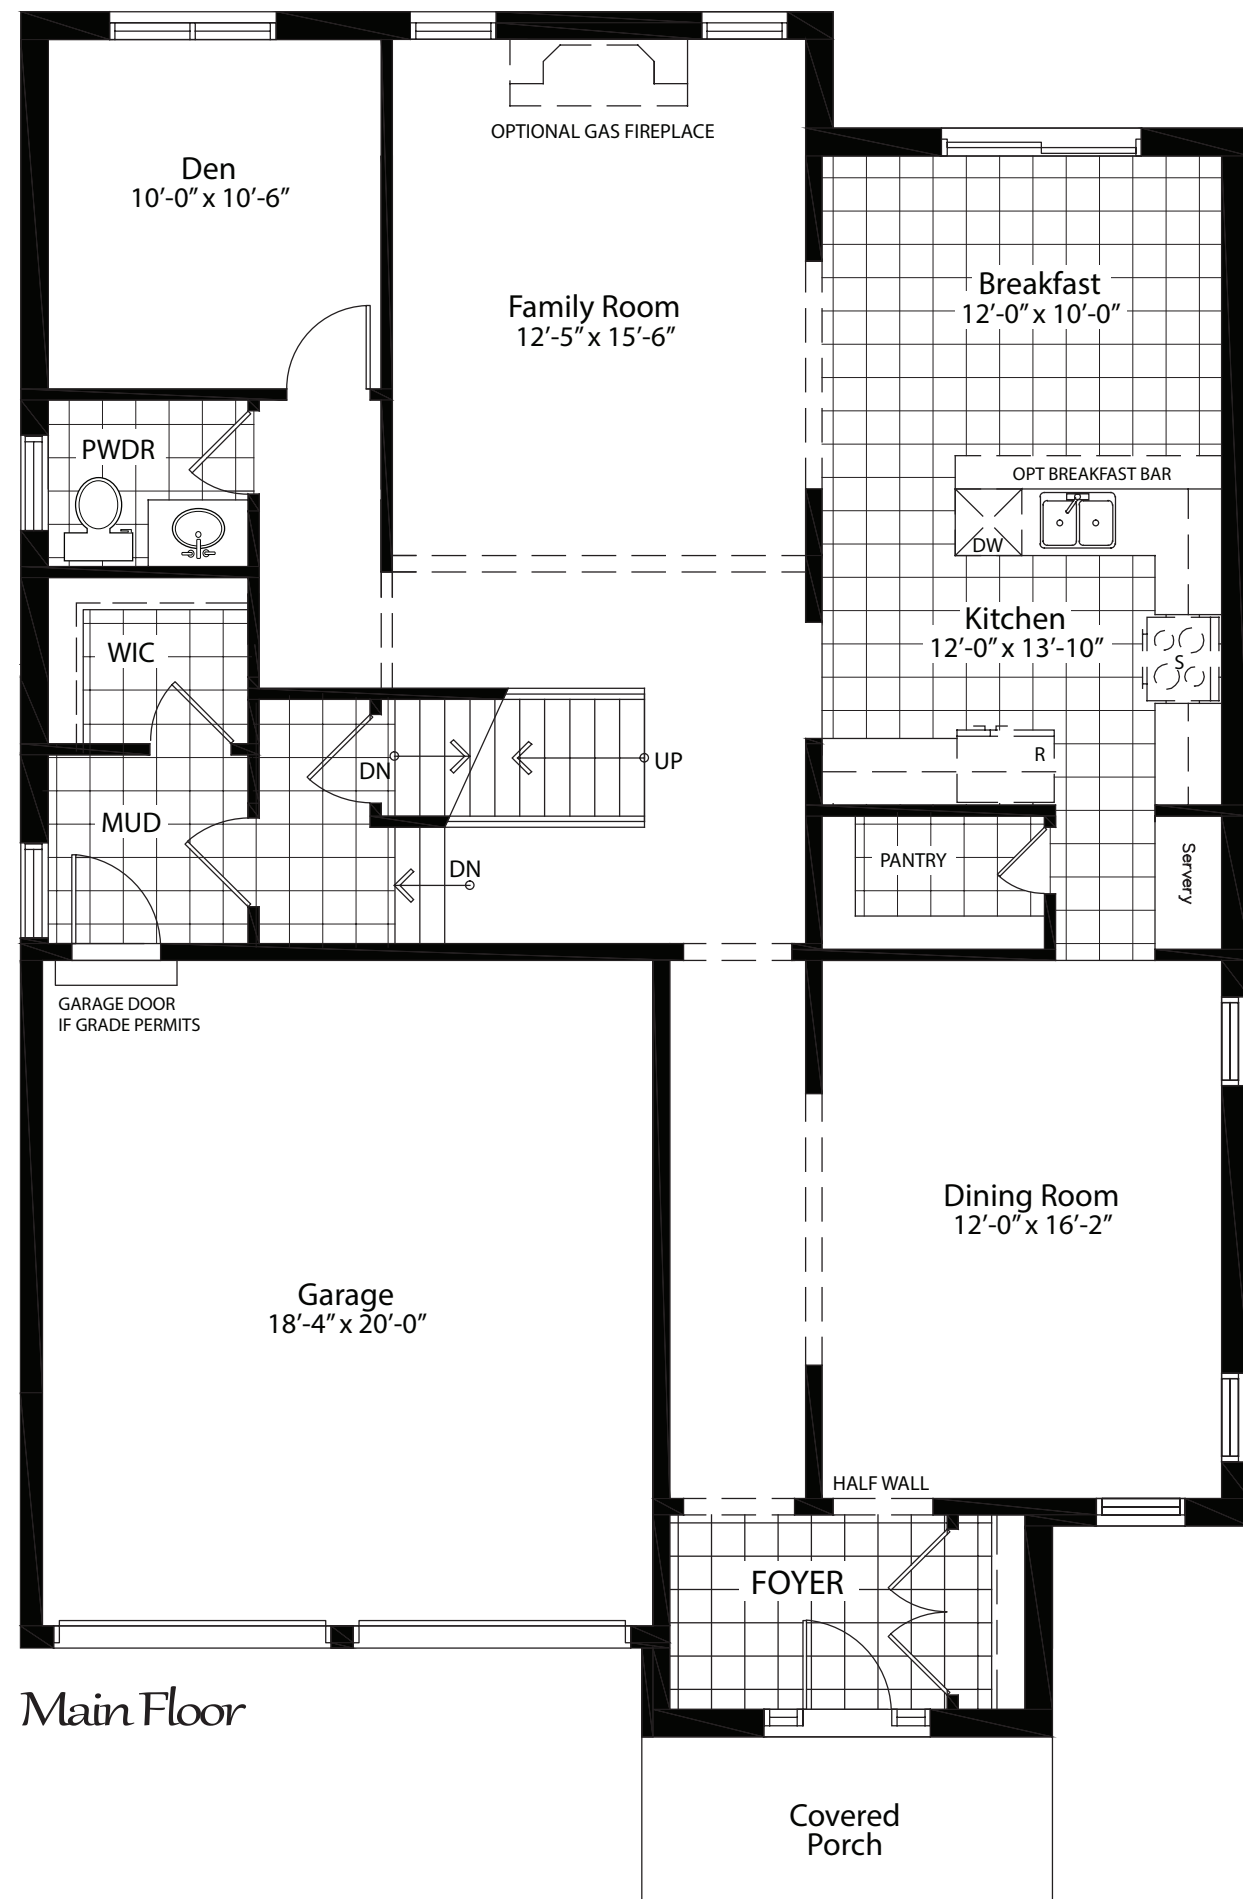 OPTIONAL GAS FIREPLACE
Den
10'-0" x 10'-6"
Family Room
12'-5" x 15'-6"
Breakfast
12'-0" x 10'-0"
PWDR
OPT BREAKFAST BAR
DW
Kitchen
12'-0" x 13'-10"
S
WIC
R
DN
UP
MUD
DN
PANTRY
Servery
GARAGE DOOR
IF GRADE PERMITS
Dining Room
12'-0" x 16'-2"
Garage
18'-4" x 20'-0"
HALF WALL
FOYER
Main Floor
Covered
Porch